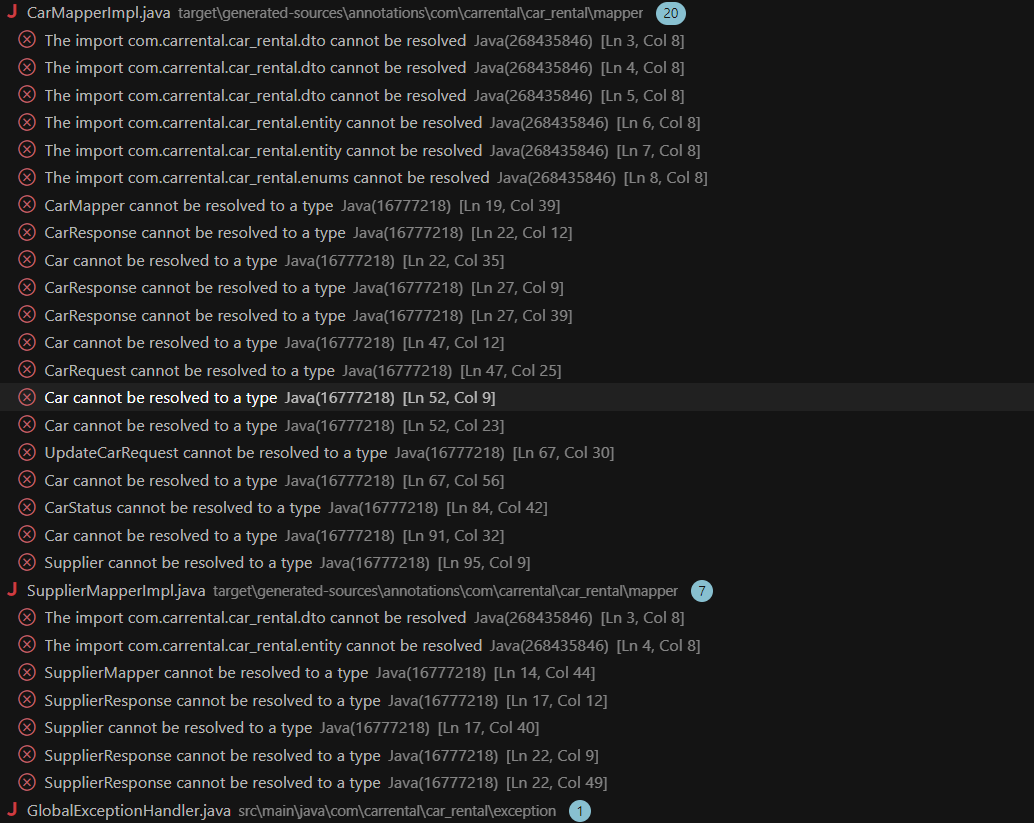 J CarMapperImpl.java target\generated-sources\annotations\com\carrental\car_rental\mapper 20
The import com.carrental.car_rental.dto cannot be resolved Java(268435846) [Ln 3, Col 8]
The import com.carrental.car_rental.dto cannot be resolved Java(268435846) [Ln 4, Col 8]
The import com.carrental.car_rental.dto cannot be resolved Java(268435846) [Ln 5, Col 8]
The import com.carrental.car_rental.entity cannot be resolved Java(268435846) [Ln 6, Col 8]
The import com.carrental.car_rental.entity cannot be resolved Java(268435846) [Ln 7, Col 8]
The import com.carrental.car_rental.enums cannot be resolved Java(268435846) [Ln 8, Col 8]
CarMapper cannot be resolved to a type Java(16777218) [Ln 19, Col 39]
CarResponse cannot be resolved to a type Java(16777218) [Ln 22, Col 12]
Car cannot be resolved to a type Java(16777218) [Ln 22, Col 35]
CarResponse cannot be resolved to a type Java(16777218) [Ln 27, Col 9]
CarResponse cannot be resolved to a type Java(16777218) [Ln 27, Col 39]
Car cannot be resolved to a type Java(16777218) [Ln 47, Col 12]
CarRequest cannot be resolved to a type Java(16777218) [Ln 47, Col 25]
Car cannot be resolved to a type Java(16777218) [Ln 52, Col 9]
Car cannot be resolved to a type Java(16777218) [Ln 52, Col 23]
UpdateCarRequest cannot be resolved to a type Java(16777218) [Ln 67, Col 30]
Car cannot be resolved to a type Java(16777218) [Ln 67, Col 56]
CarStatus cannot be resolved to a type Java(16777218) [Ln 84, Col 42]
Car cannot be resolved to a type Java(16777218) [Ln 91, Col 32]
Supplier cannot be resolved to a type Java(16777218) [Ln 95, Col 9]
J SupplierMapperImpl.java target\generated-sources\annotations\com\carrental\car_rental\mapper 7
The import com.carrental.car_rental.dto cannot be resolved Java(268435846) [Ln 3, Col 8]
The import com.carrental.car_rental.entity cannot be resolved Java(268435846) [Ln 4, Col 8]
SupplierMapper cannot be resolved to a type Java(16777218) [Ln 14, Col 44]
SupplierResponse cannot be resolved to a type Java(16777218) [Ln 17, Col 12]
Supplier cannot be resolved to a type Java(16777218) [Ln 17, Col 40]
SupplierResponse cannot be resolved to a type Java(16777218) [Ln 22, Col 9]
SupplierResponse cannot be resolved to a type Java(16777218) [Ln 22, Col 49]
J GlobalExceptionHandler.java src\main\java\com\carrental\car_rental\exception 1